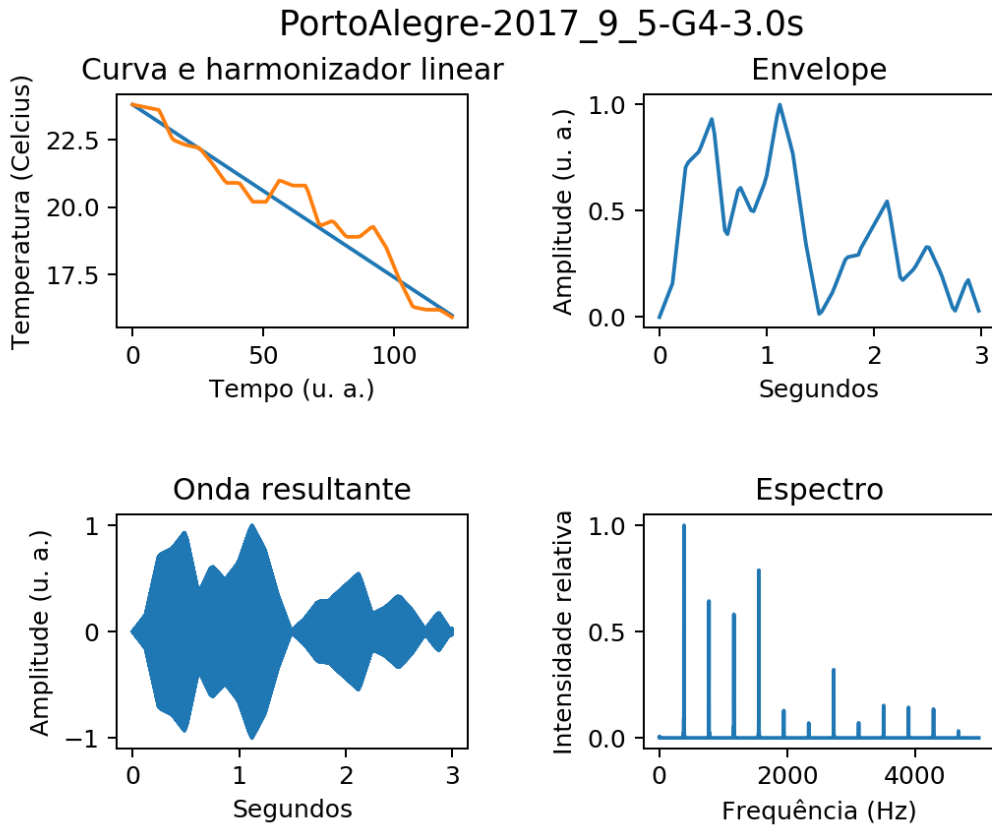 PortoAlegre-2017_9_5-G4-3.0s
Curva e harmonizador linear
Temperatura (Celcius)
22.5
20.0
17.5
0
50
100
Tempo (u. a.)
Envelope
Amplitude (u. a.)
1.0
0.5
0.0
0
1
2
3
Segundos
Onda resultante
Amplitude (u. a.)
1
0
−1
0
1
2
3
Segundos
Espectro
Intensidade relativa
1.0
0.5
0.0
0
2000
4000
Frequência (Hz)